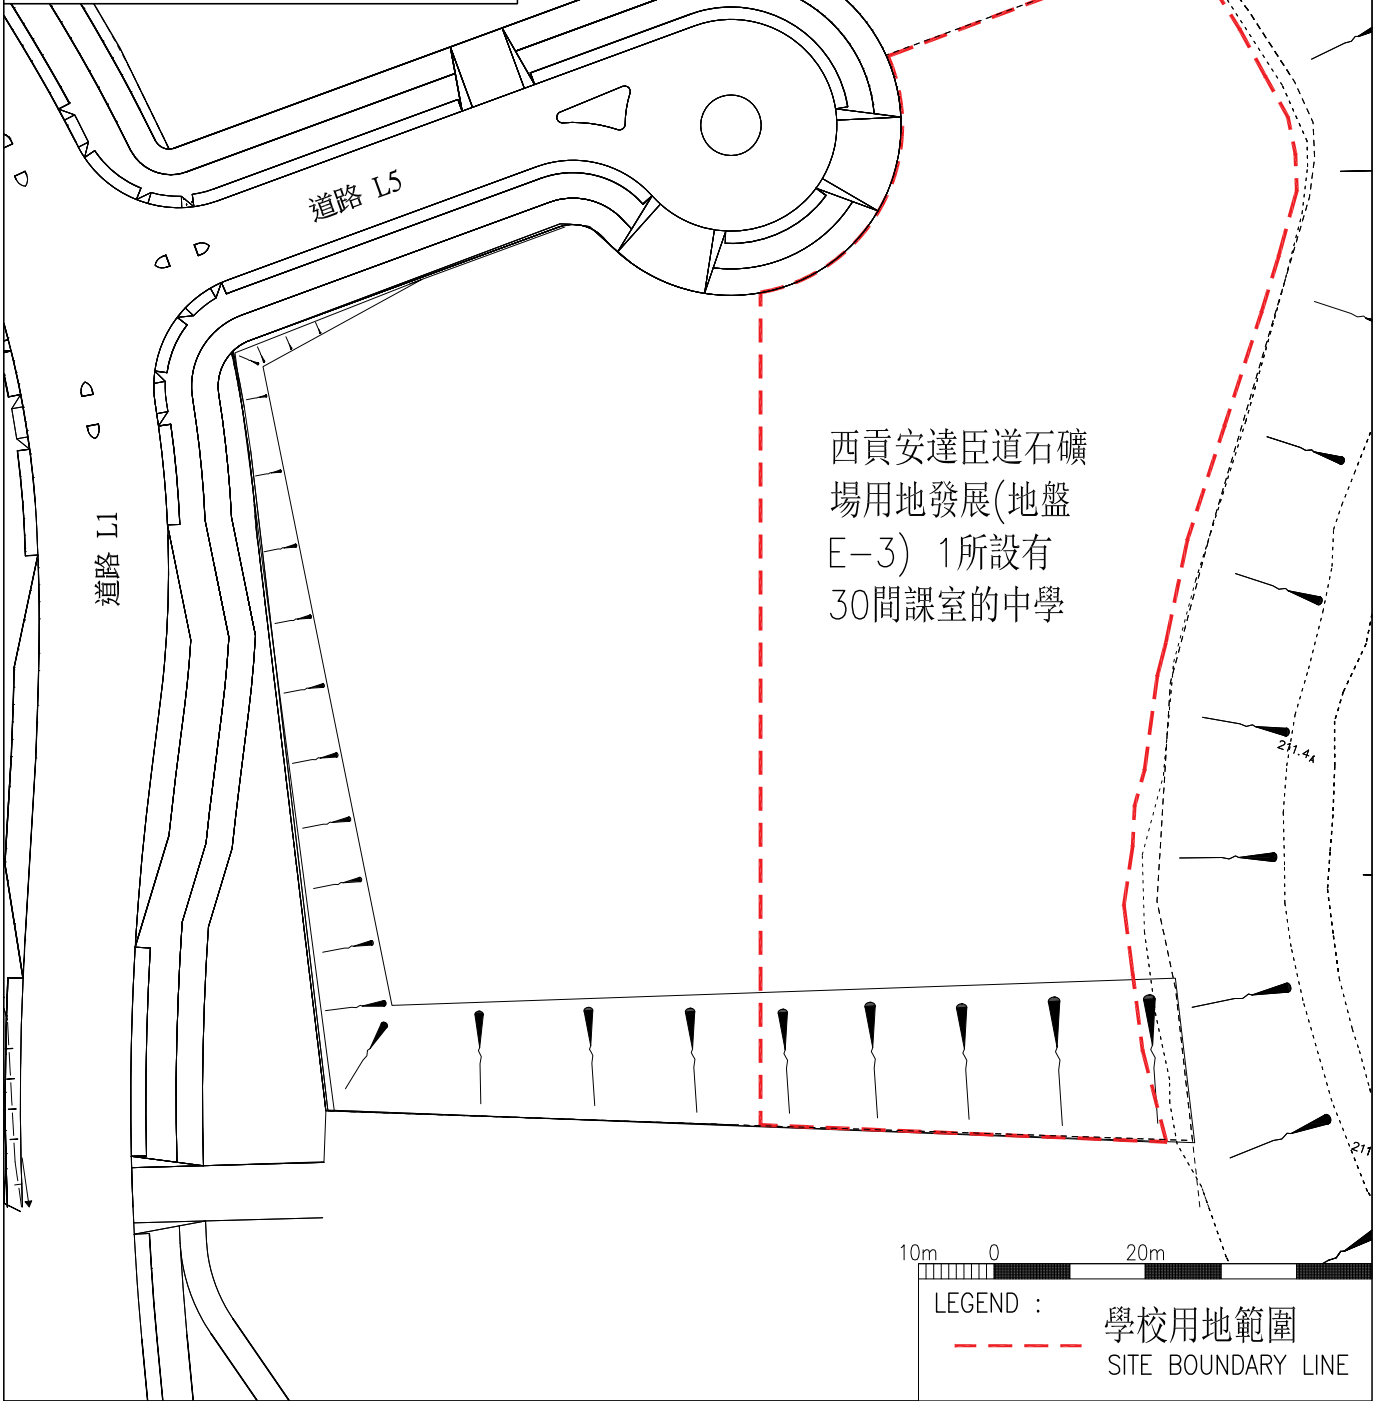 道路 L5
西貢安達臣道石礦
場用地發展(地盤
E-3) 1所設有
30間課室的中學
道路 L1
211.4
211
10m 0 20m
LEGEND :
學校用地範圍
SITE BOUNDARY LINE